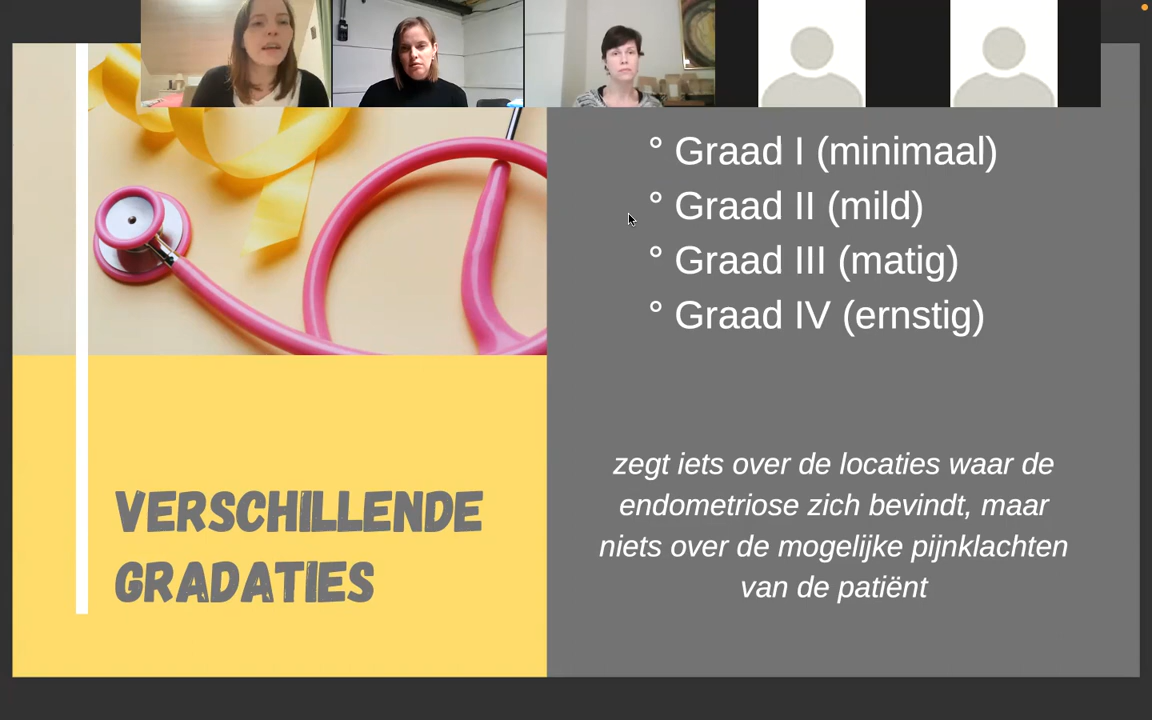 ° Graad I (minimaal)
° Graad II (mild)
° Graad III (matig)
° Graad IV (ernstig)
zegt iets over de locaties waar de
endometriose zich bevindt, maar
niets over de mogelijke pijnklachten
van de patiënt
VERSCHILLENDE
GRADATIES